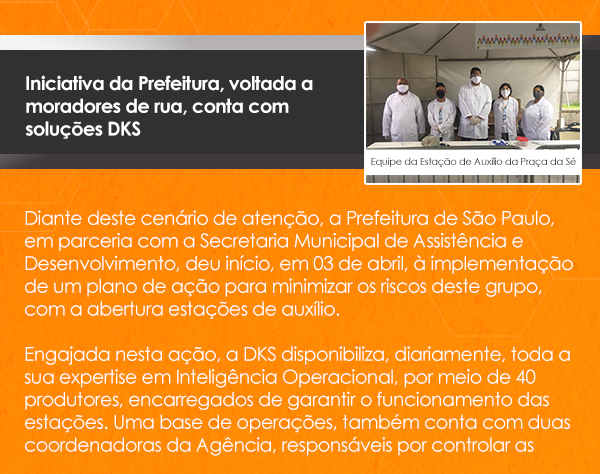 Iniciativa da Prefeitura, voltada a
moradores de rua, conta com
soluções DKS
Equipe da Estação de Auxílio da Praça da Sé
Diante deste cenário de atenção, a Prefeitura de São Paulo,
em parceria com a Secretaria Municipal de Assistência e
Desenvolvimento, deu início, em 03 de abril, à implementação
de um plano de ação para minimizar os riscos deste grupo,
com a abertura estações de auxílio.
Engajada nesta ação, a DKS disponibiliza, diariamente, toda a
sua expertise em Inteligência Operacional, por meio de 40
produtores, encarregados de garantir o funcionamento das
estações. Uma base de operações, também conta com duas
coordenadoras da Agência, responsáveis por controlar as